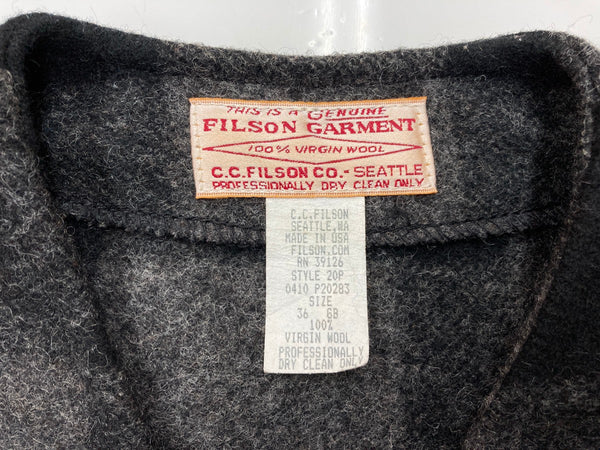 THIS IS A GENUINE
FILSON GARMENT
100% VIRGIN WOOL
C.C.FILSON CO.- SEATTLE
PROFESSIONALLY DRY CLEAN ONLY
C.C.FILSON
SEATTLE,WA
MADE IN USA
FILSON.COM
RN 39126
STYLE 20P
0410 P20283
SIZE
36 GB
100%
VIRGIN WOOL
PROFESSIONALLY
DRY CLEAN ONLY